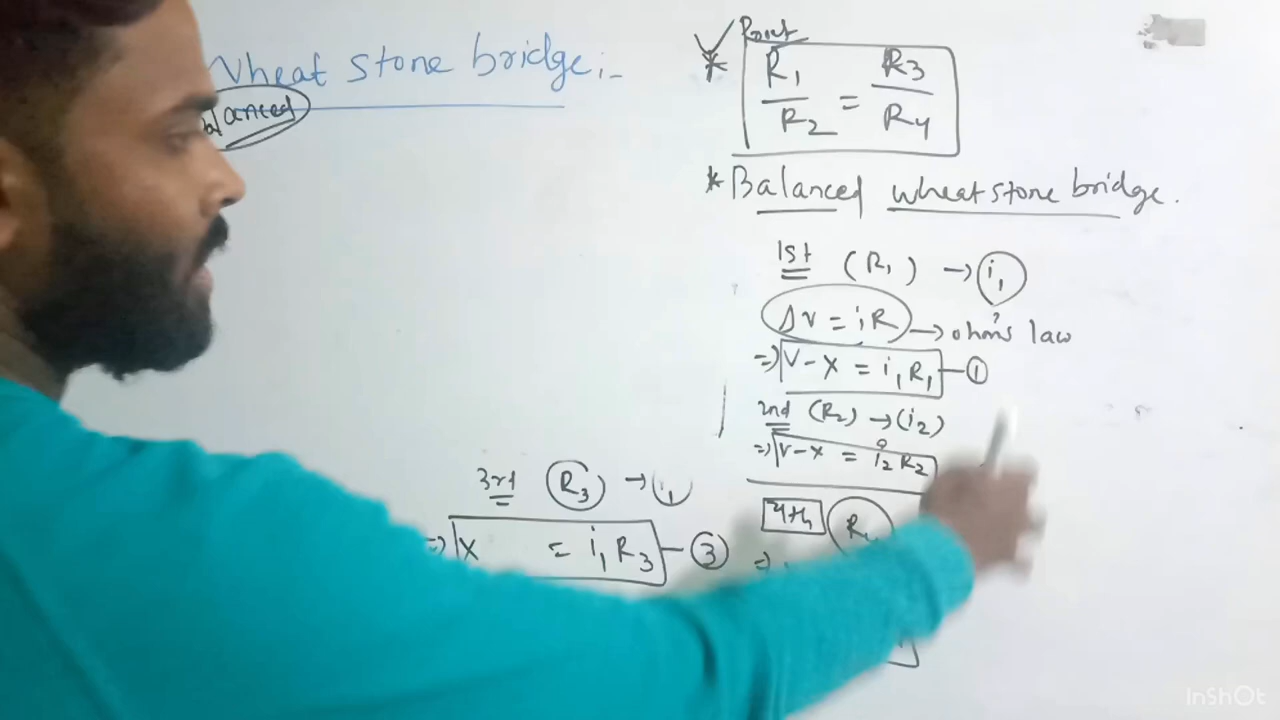 Wheat stone bridge:-
balanced
Point
* R1/R2 = R3/R4
* Balanced wheatstone bridge.
1st (R1) → i1
Δv = iR → ohm's law
⇒ V-x = i1R1 - ①
2nd (R2) → (i2)
⇒ V-x = i2R2
3rd (R3) → i1
⇒ x = i1R3 - ③
4th
⇒
InShOt